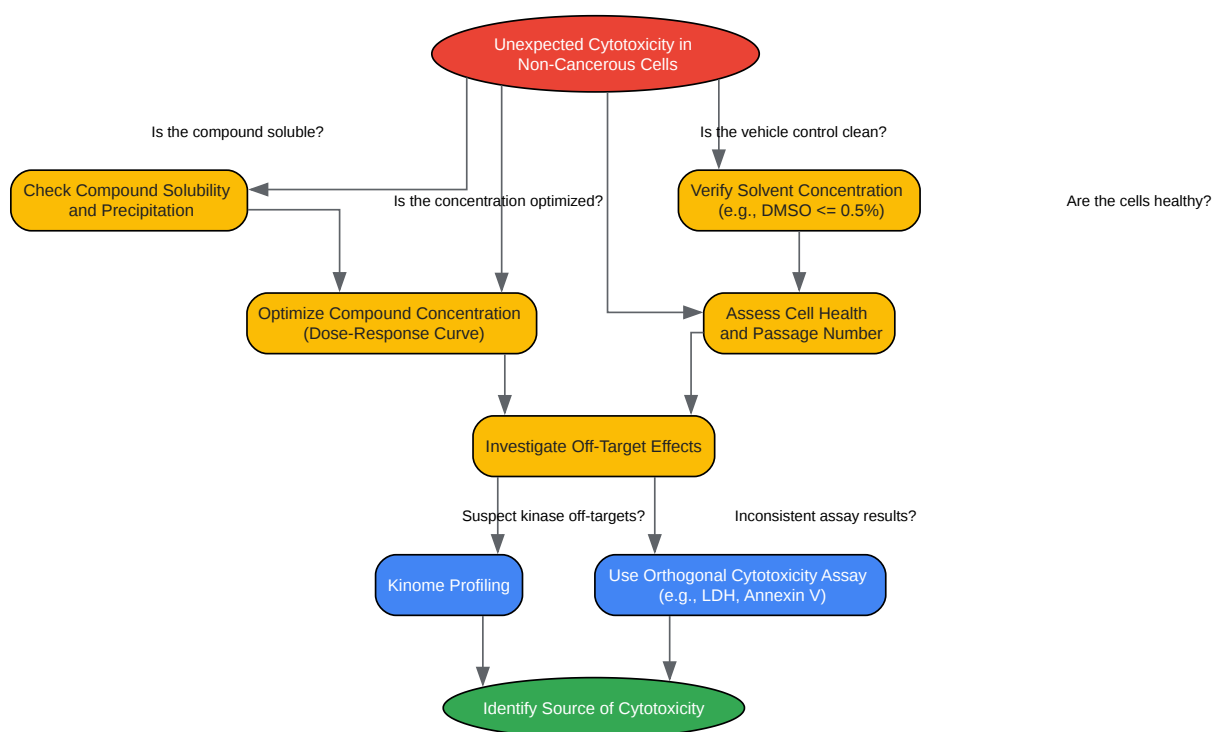 Unexpected Cytotoxicity in
Non-Cancerous Cells
Is the compound soluble?
Is the vehicle control clean?
Check Compound Solubility
and Precipitation
Is the concentration optimized?
Verify Solvent Concentration
(e.g., DMSO <= 0.5%)
Are the cells healthy?
Optimize Compound Concentration
(Dose-Response Curve)
Assess Cell Health
and Passage Number
Investigate Off-Target Effects
Suspect kinase off-targets?
Inconsistent assay results?
Kinome Profiling
Use Orthogonal Cytotoxicity Assay
(e.g., LDH, Annexin V)
Identify Source of Cytotoxicity